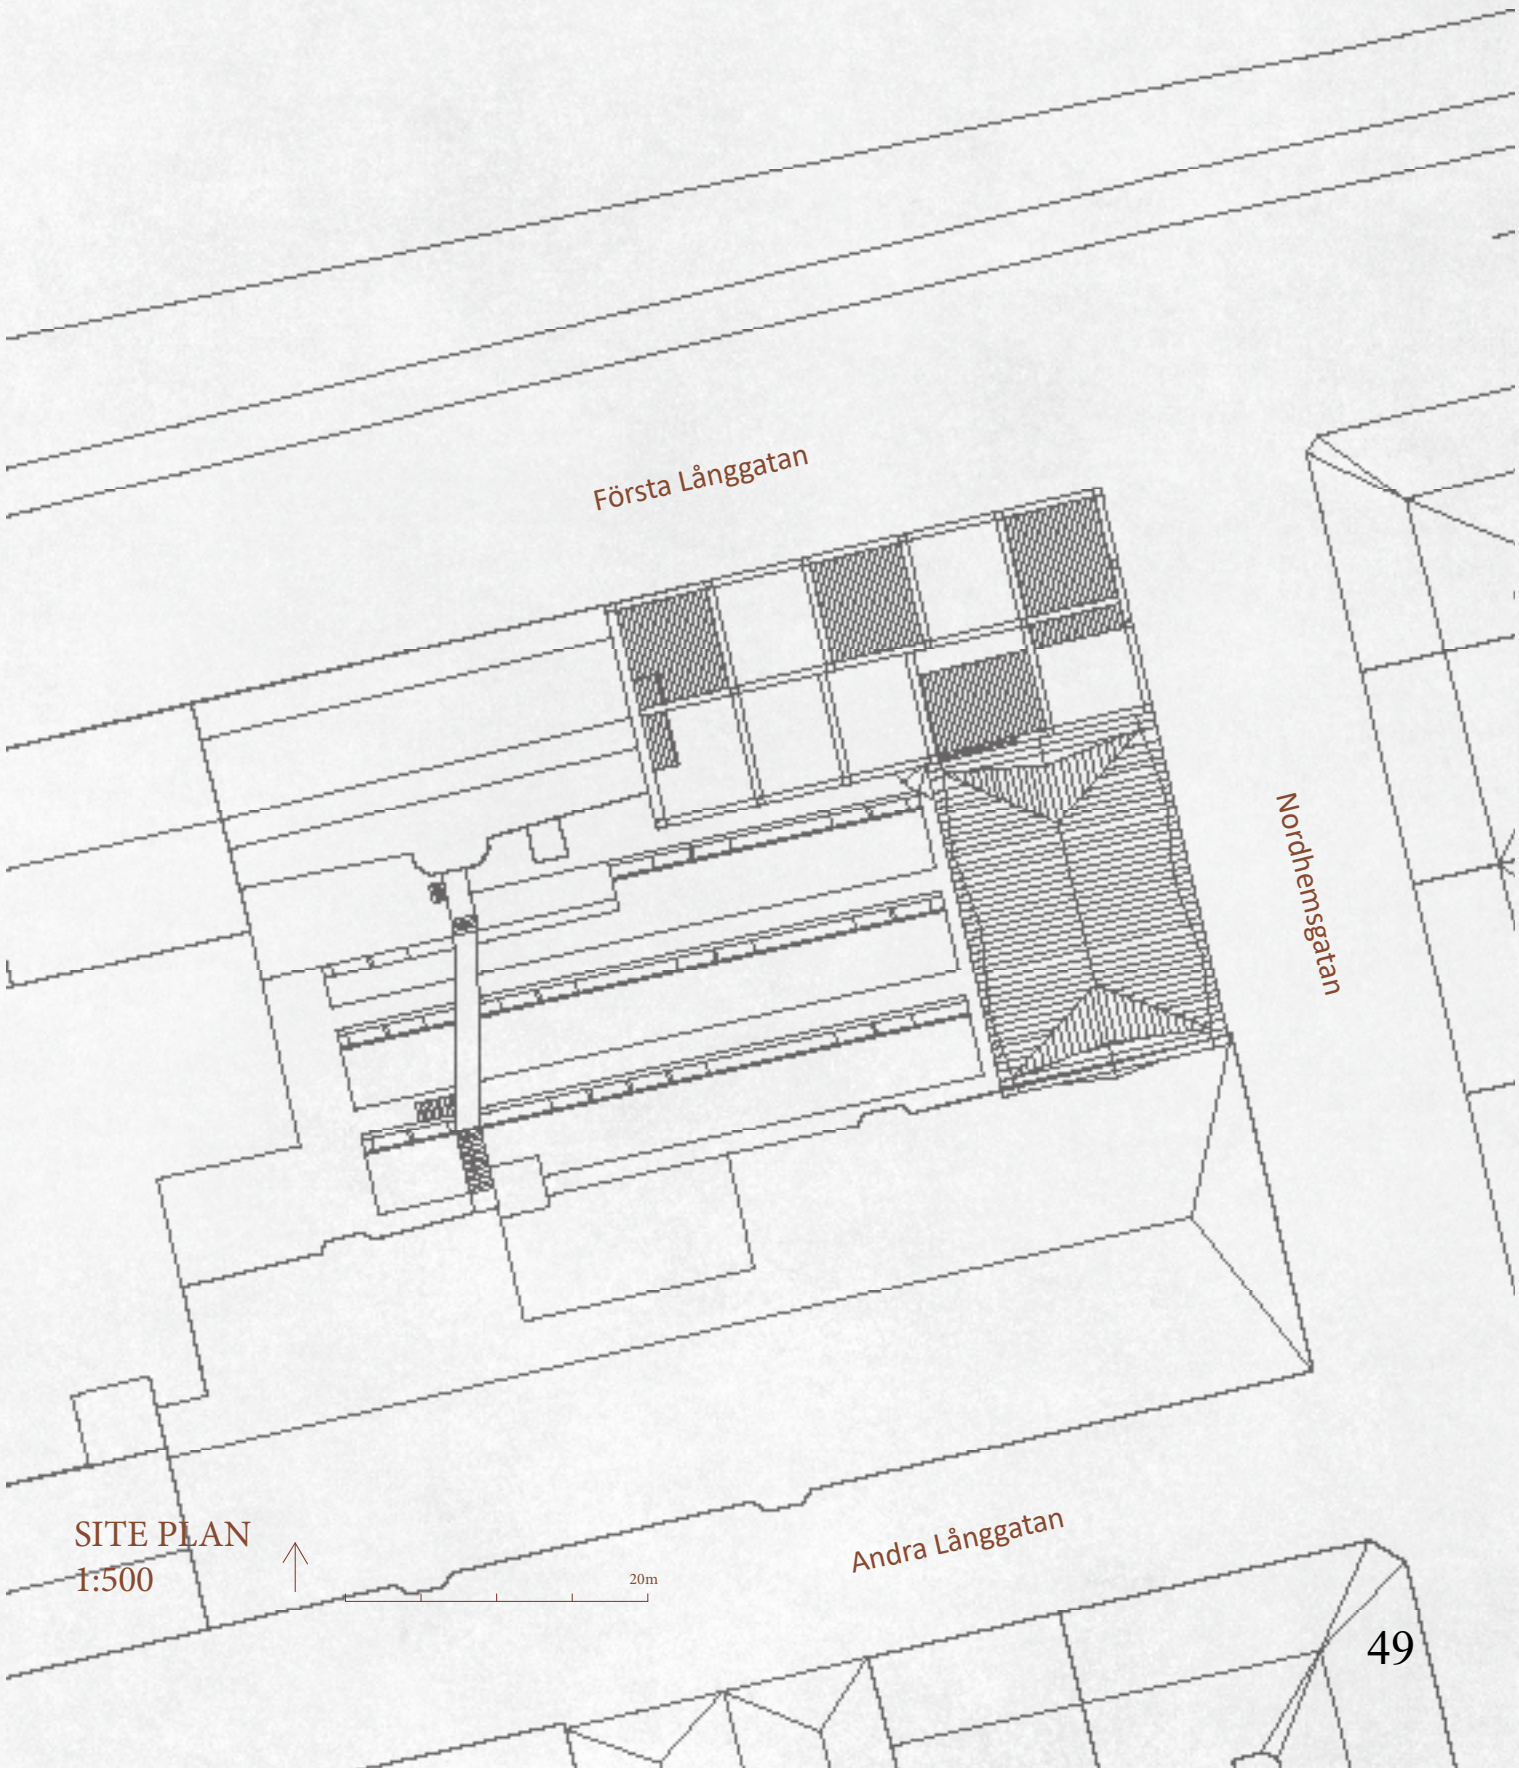 Första Långgatan
Nordhemsgatan
Andra Långgatan
SITE PLAN
1:500
20m
49